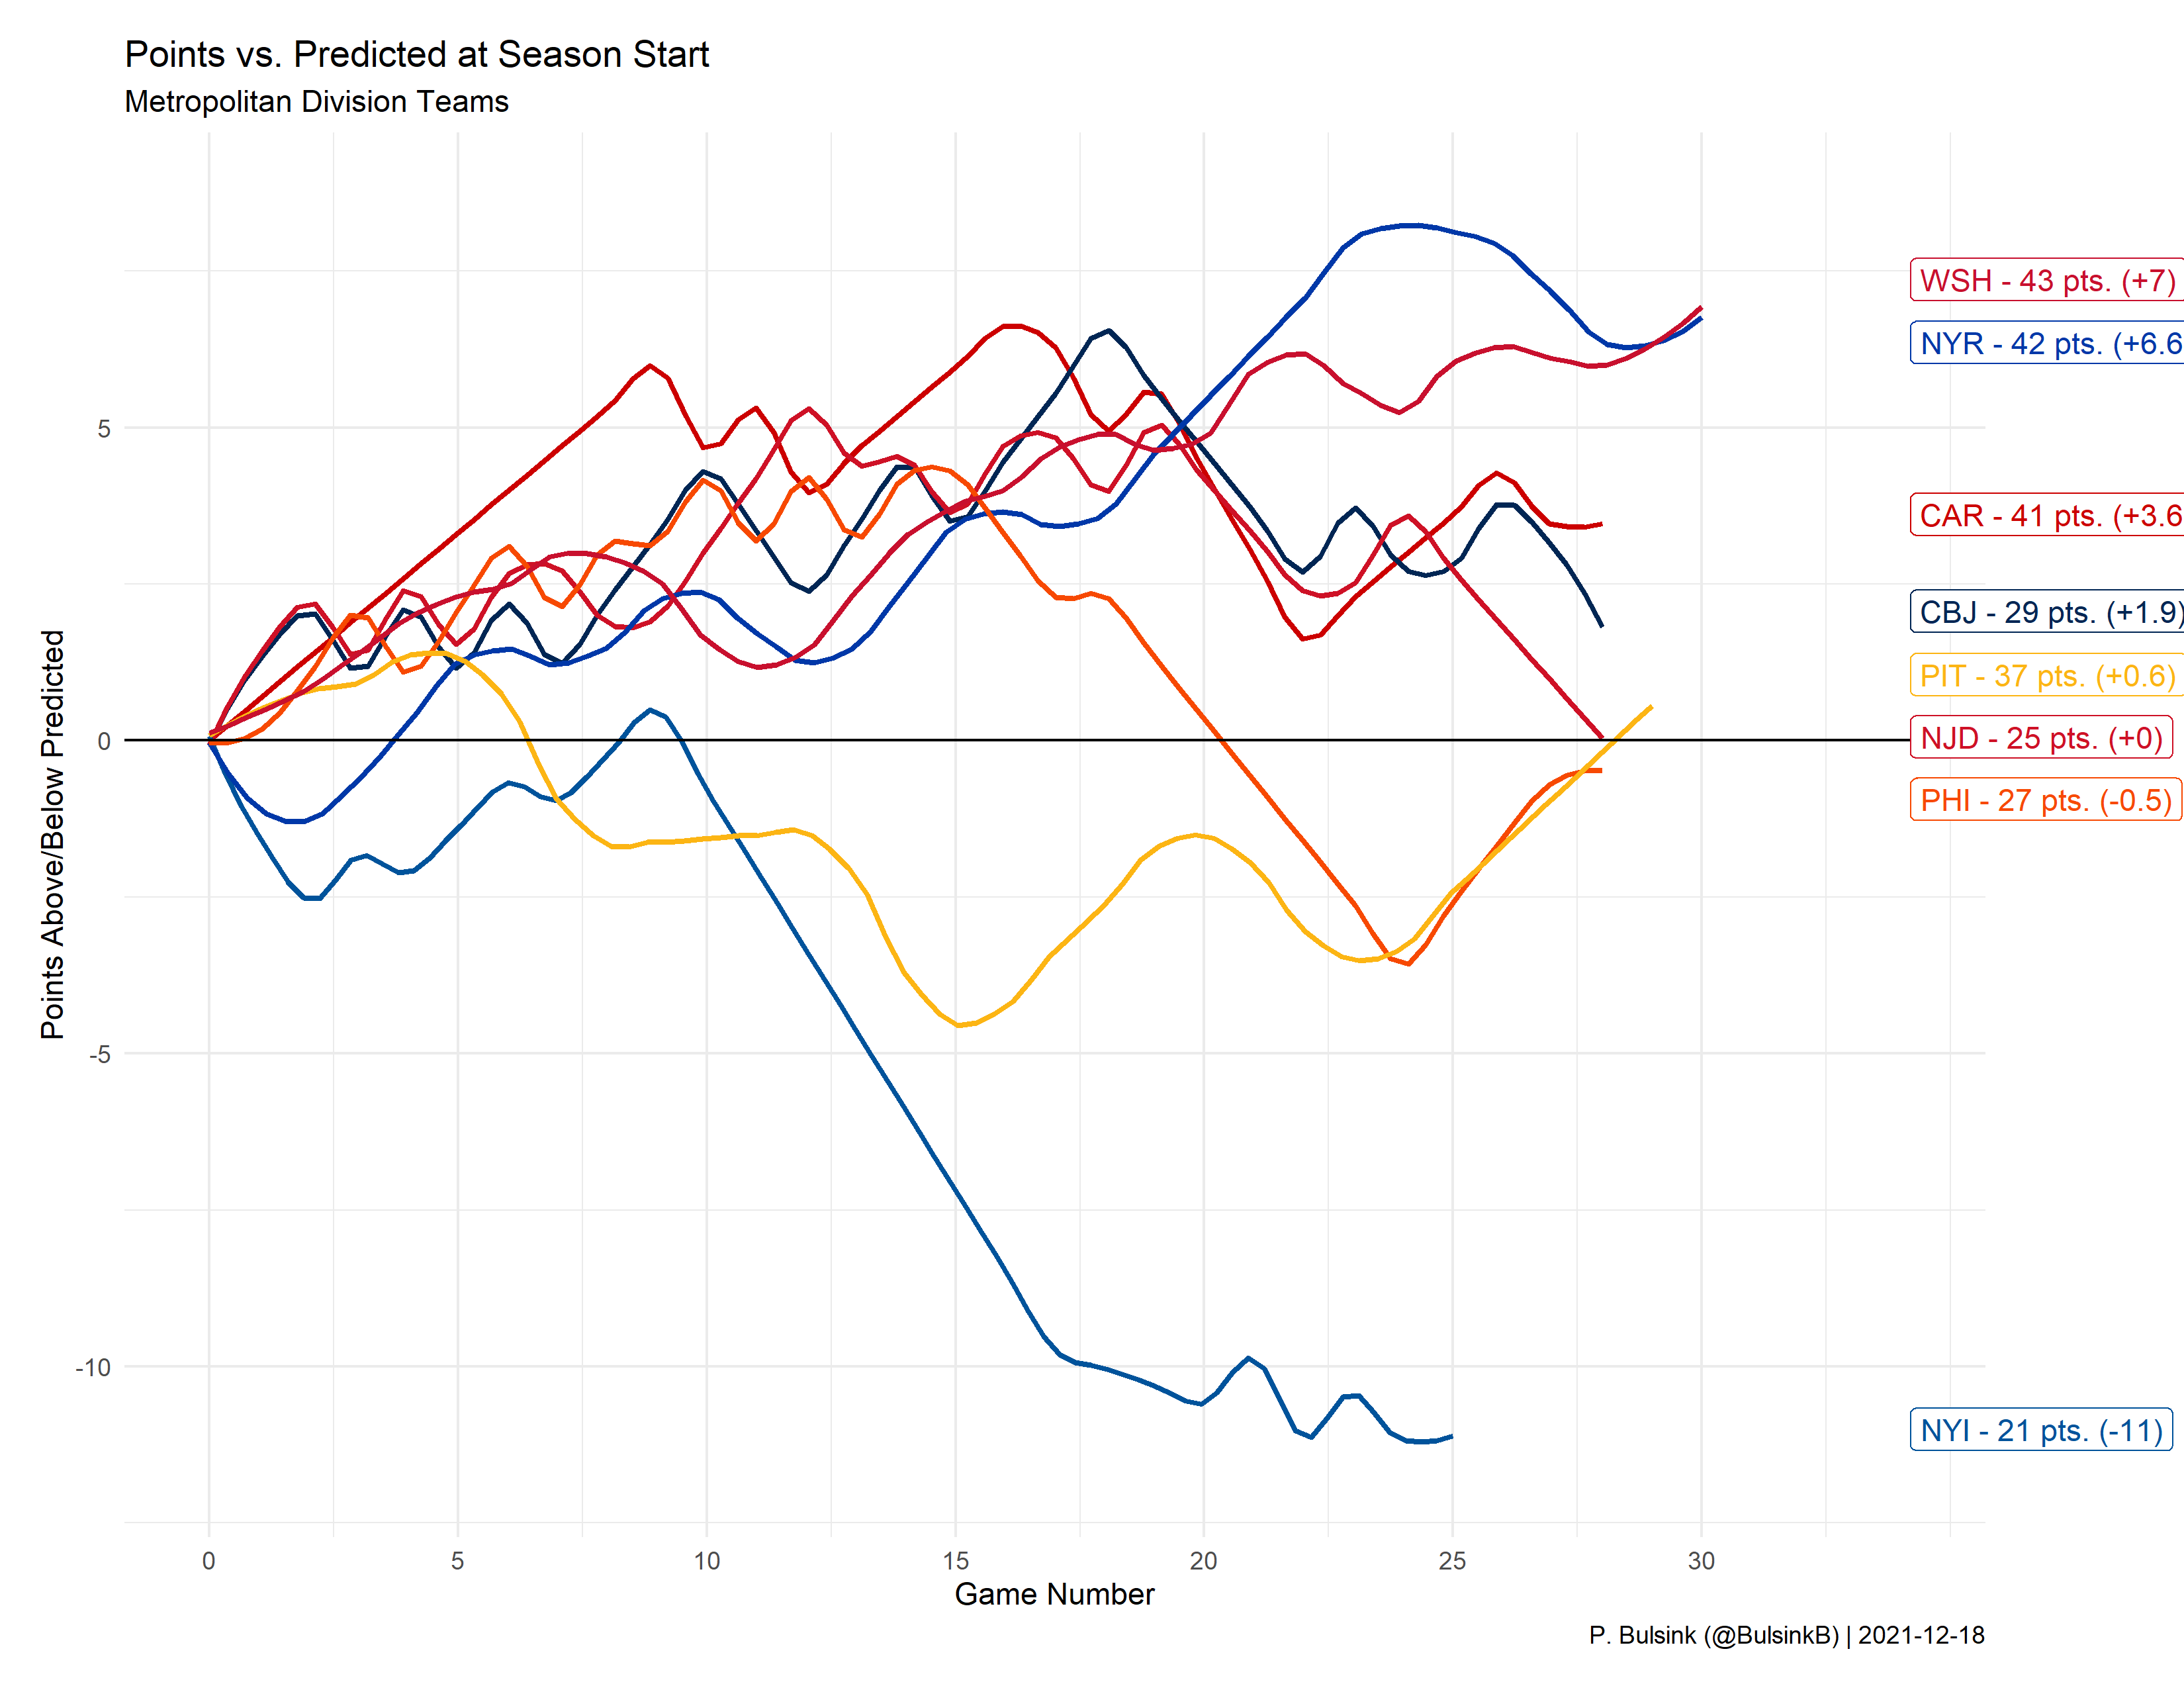 Points vs. Predicted at Season Start
Metropolitan Division Teams
Points Above/Below Predicted
5
0
-5
-10
WSH - 43 pts. (+7)
NYR - 42 pts. (+6.6
CAR - 41 pts. (+3.6
CBJ - 29 pts. (+1.9)
PIT - 37 pts. (+0.6)
NJD - 25 pts. (+0)
PHI - 27 pts. (-0.5)
NYI - 21 pts. (-11)
0 5 10 15 20 25 30
Game Number
P. Bulsink (@BulsinkB) | 2021-12-18